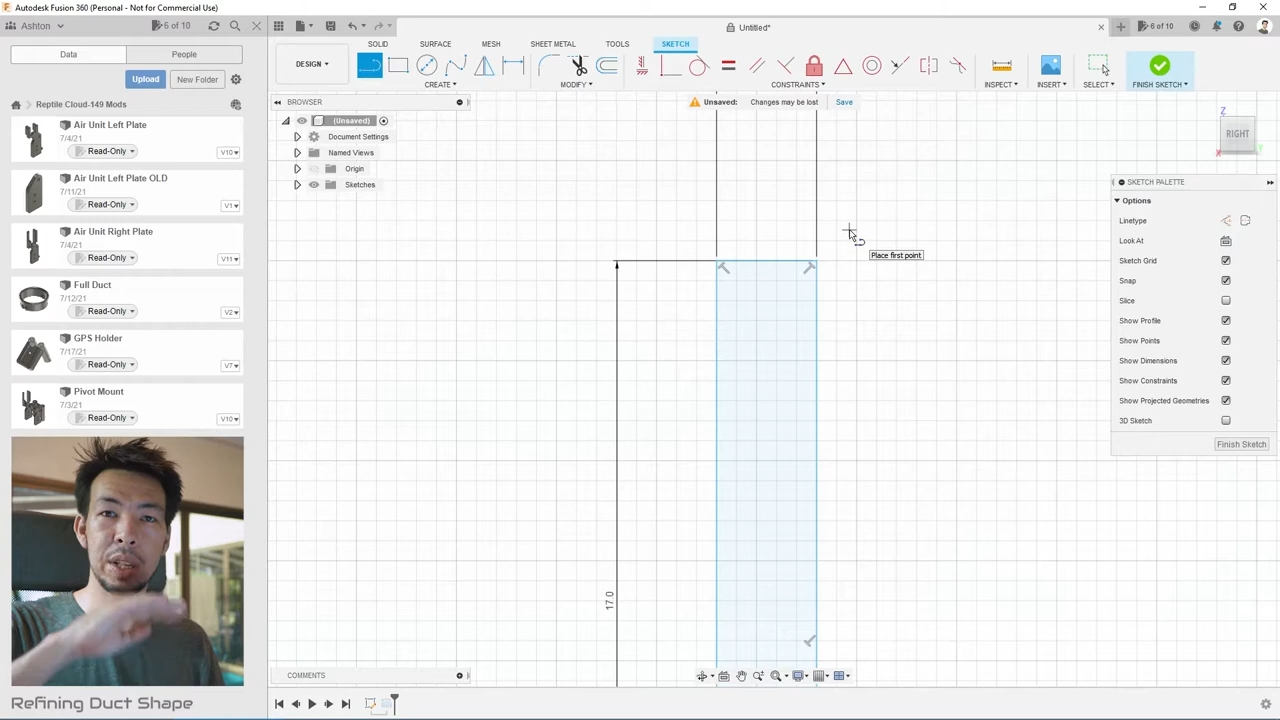 Autodesk Fusion 360 (Personal - Not for Commercial Use)
Ashton
6 of 10
Untitled*
6 of 10
Data
People
Upload
New Folder
Reptile Cloud-149 Mods
Air Unit Left Plate
7/4/21
Read-Only
V10
Air Unit Left Plate OLD
7/11/21
Read-Only
V1
Air Unit Right Plate
7/4/21
Read-Only
V11
Full Duct
7/12/21
Read-Only
V2
GPS Holder
7/17/21
Read-Only
V7
Pivot Mount
7/3/21
Read-Only
V10
Refining Duct Shape
DESIGN
SOLID
SURFACE
MESH
SHEET METAL
TOOLS
SKETCH
CREATE
MODIFY
CONSTRAINTS
INSPECT
INSERT
SELECT
FINISH SKETCH
BROWSER
(Unsaved)
Document Settings
Named Views
Origin
Sketches
Unsaved: Changes may be lost Save
Z
RIGHT
X
Y
Place first point
17.0
SKETCH PALETTE
Options
Linetype
Look At
Sketch Grid
Snap
Slice
Show Profile
Show Points
Show Dimensions
Show Constraints
Show Projected Geometries
3D Sketch
Finish Sketch
COMMENTS